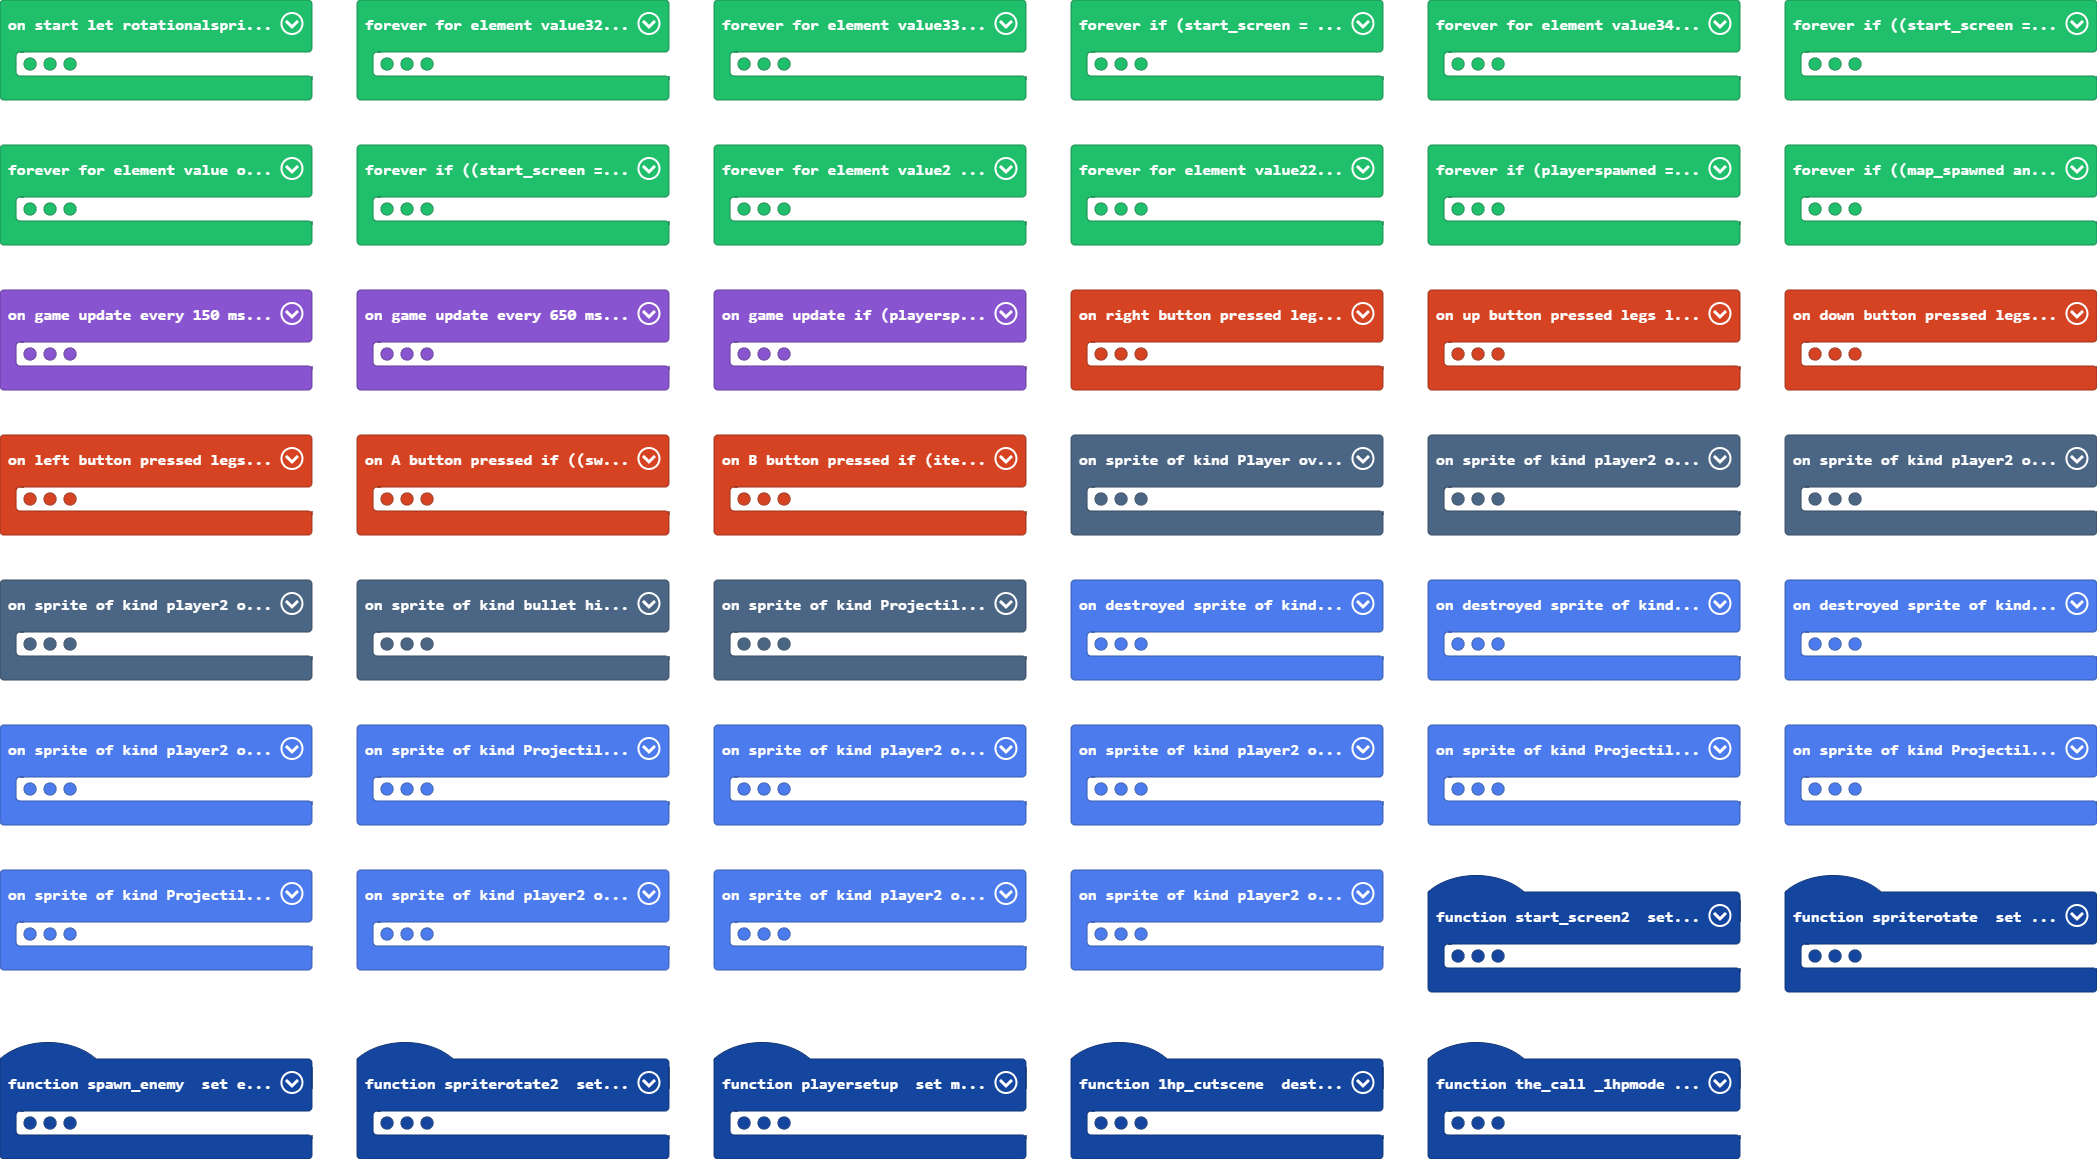 on start let rotationalspri...
forever for element value32...
forever for element value33...
forever if (start_screen = ...
forever for element value34...
forever if ((start_screen =...
forever for element value o...
forever if ((start_screen =...
forever for element value2 ...
forever for element value22...
forever if (playerspawned =...
forever if ((map_spawned an...
on game update every 150 ms...
on game update every 650 ms...
on game update if (playersp...
on right button pressed leg...
on up button pressed legs l...
on down button pressed legs...
on left button pressed legs...
on A button pressed if ((sw...
on B button pressed if (ite...
on sprite of kind Player ov...
on sprite of kind player2 o...
on sprite of kind player2 o...
on sprite of kind player2 o...
on sprite of kind bullet hi...
on sprite of kind Projectil...
on destroyed sprite of kind...
on destroyed sprite of kind...
on destroyed sprite of kind...
on sprite of kind player2 o...
on sprite of kind Projectil...
on sprite of kind player2 o...
on sprite of kind player2 o...
on sprite of kind Projectil...
on sprite of kind Projectil...
on sprite of kind Projectil...
on sprite of kind player2 o...
on sprite of kind player2 o...
on sprite of kind player2 o...
function start_screen2  set...
function spriterotate  set ...
function spawn_enemy  set e...
function spriterotate2  set...
function playersetup  set m...
function lhp_cutscene  dest...
function the_call _lhpmode ...